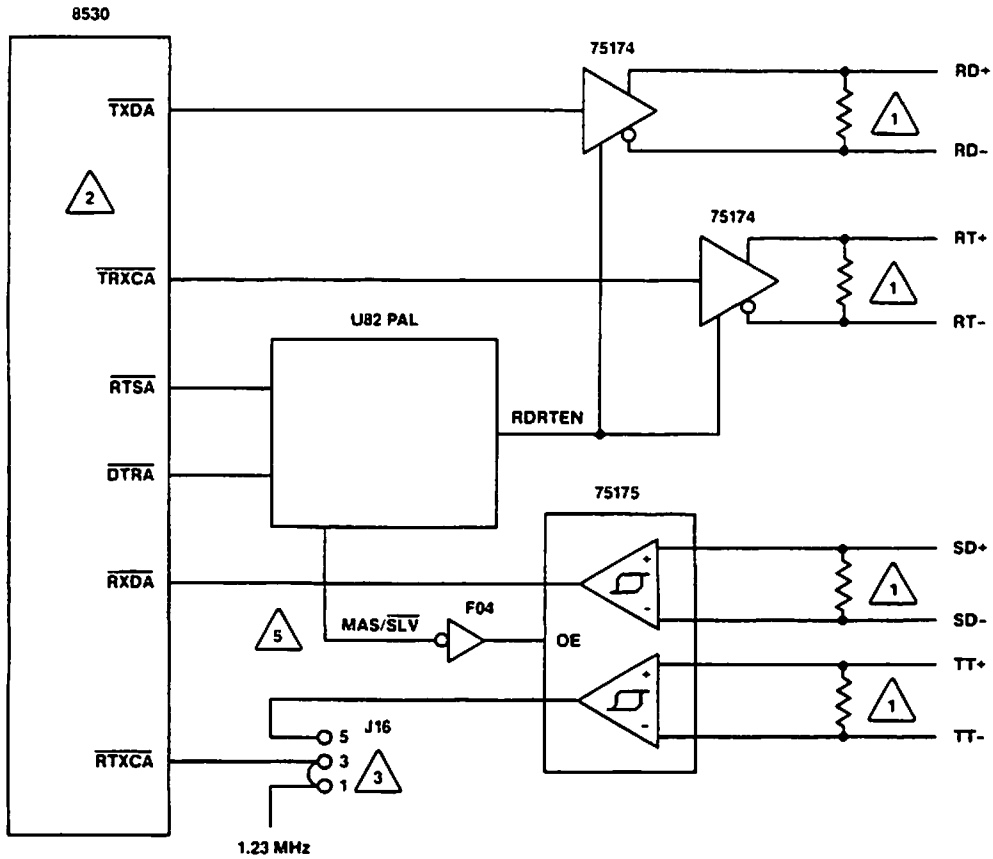 8530
75174
RD+
TXDA
1
RD-
2
75174
RT+
TRXCA
1
RT-
U82 PAL
RTSA
RDRTEN
DTRA
75175
SD+
+
RXDA
F04
1
-
5
MAS/SLV
OE
SD-
TT+
+
J16
1
5
-
TT-
RTXCA
3
3
1
1.23 MHz